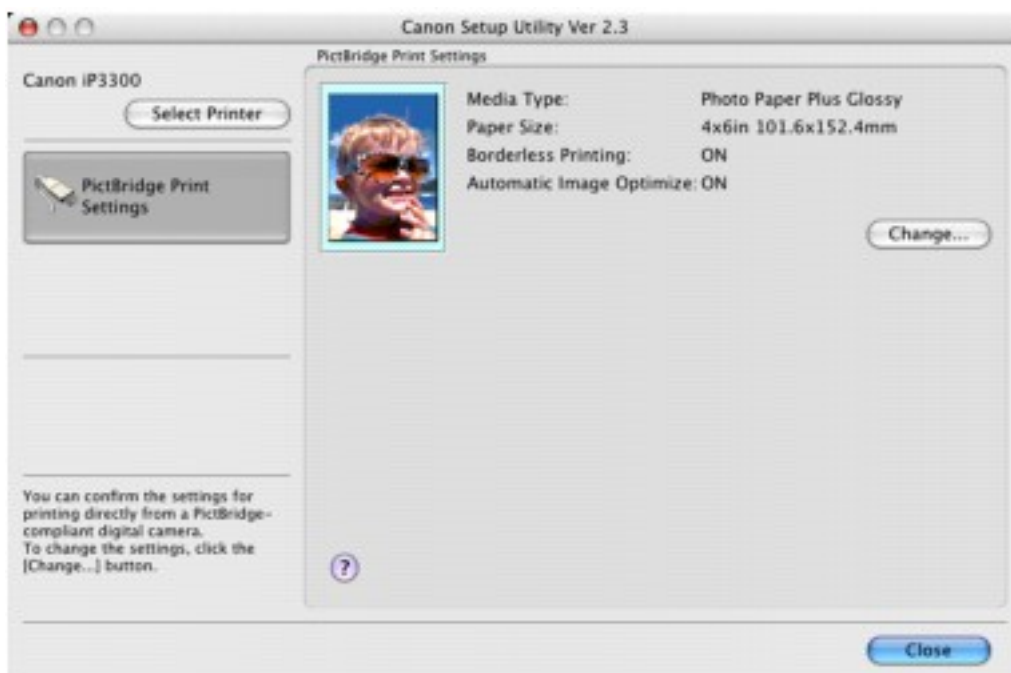 Canon Setup Utility Ver 2.3
Canon iP3300
Select Printer
PictBridge Print
Settings
You can confirm the settings for
printing directly from a PictBridge-
compliant digital camera.
To change the settings, click the
[Change...] button.
PictBridge Print Settings
Media Type: Photo Paper Plus Glossy
Paper Size: 4x6in 101.6x152.4mm
Borderless Printing: ON
Automatic Image Optimize: ON
Change...
?
Close